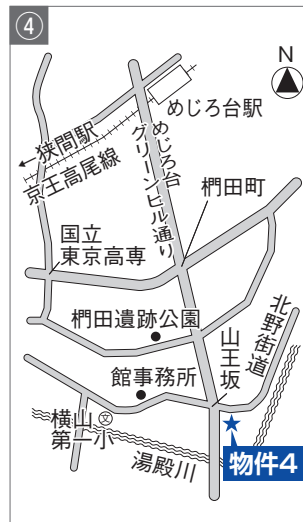 ④
N
めじろ台駅
←狭間駅
京王高尾線
めじろ台
グリーンヒル通り
椚田町
国立
東京高専
椚田遺跡公園
山王坂
北野街道
館事務所
横山
第一小
文
湯殿川
物件4